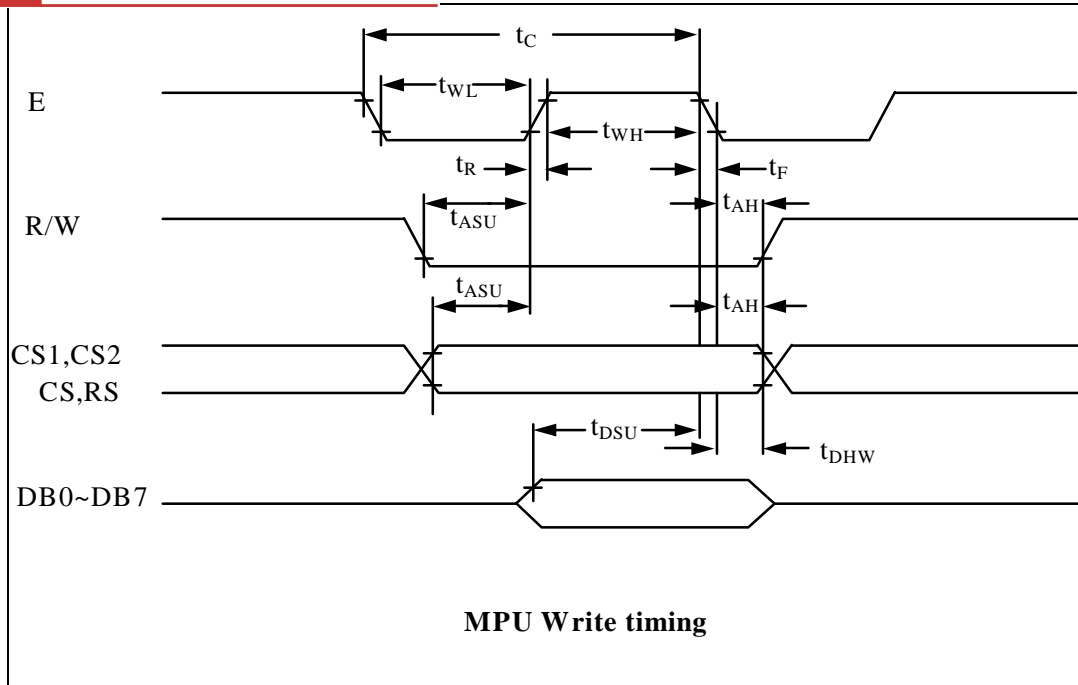 tC
E
tWL
tWH
tR
tF
R/W
tASU
tAH
tASU
tAH
CS1,CS2
CS,RS
tDSU
tDHW
DB0~DB7
MPU Write timing